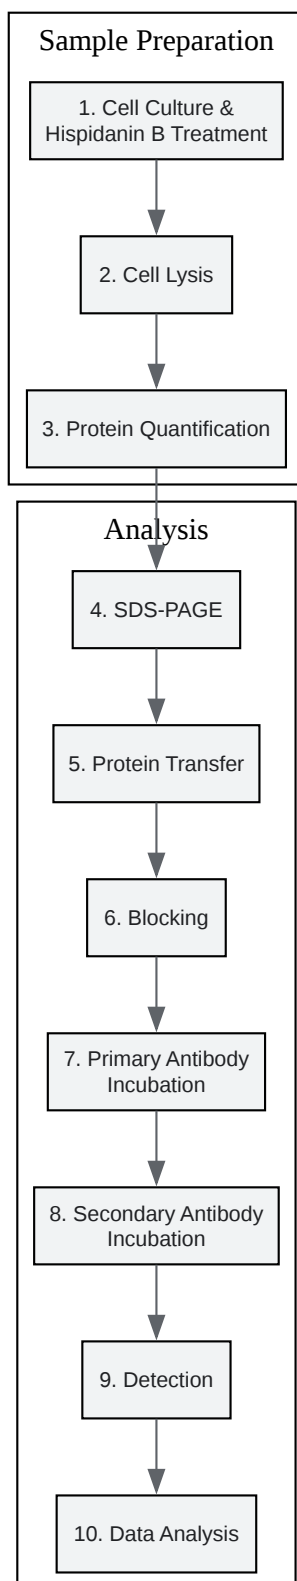 Sample Preparation
1. Cell Culture &
Hispidanin B Treatment
2. Cell Lysis
3. Protein Quantification
Analysis
4. SDS-PAGE
5. Protein Transfer
6. Blocking
7. Primary Antibody
Incubation
8. Secondary Antibody
Incubation
9. Detection
10. Data Analysis